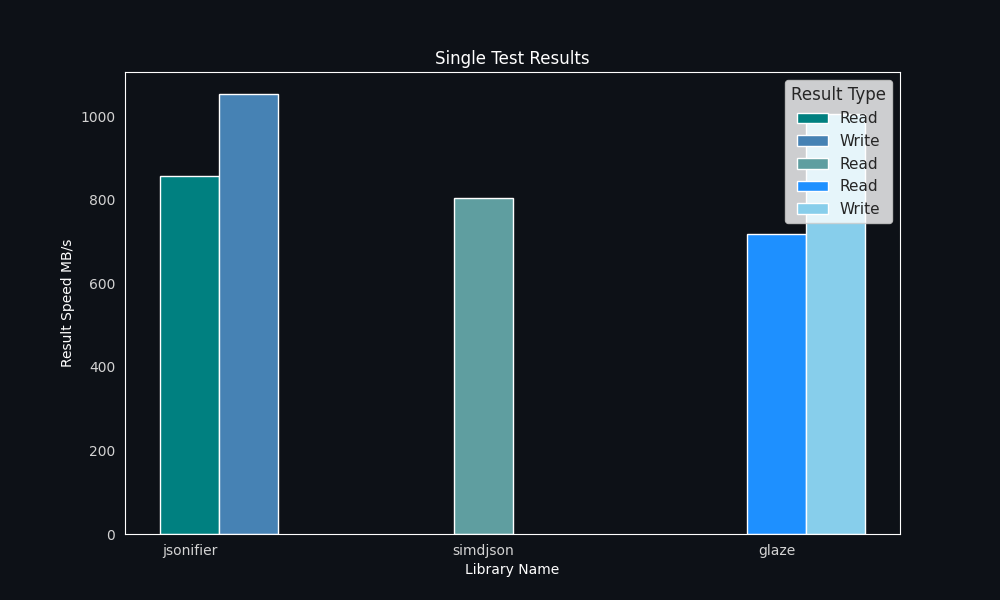 Single Test Results
Result Type
Read
Write
Read
Read
Write
1000
800
600
400
200
0
Result Speed MB/s
jsonifier
simdjson
glaze
Library Name